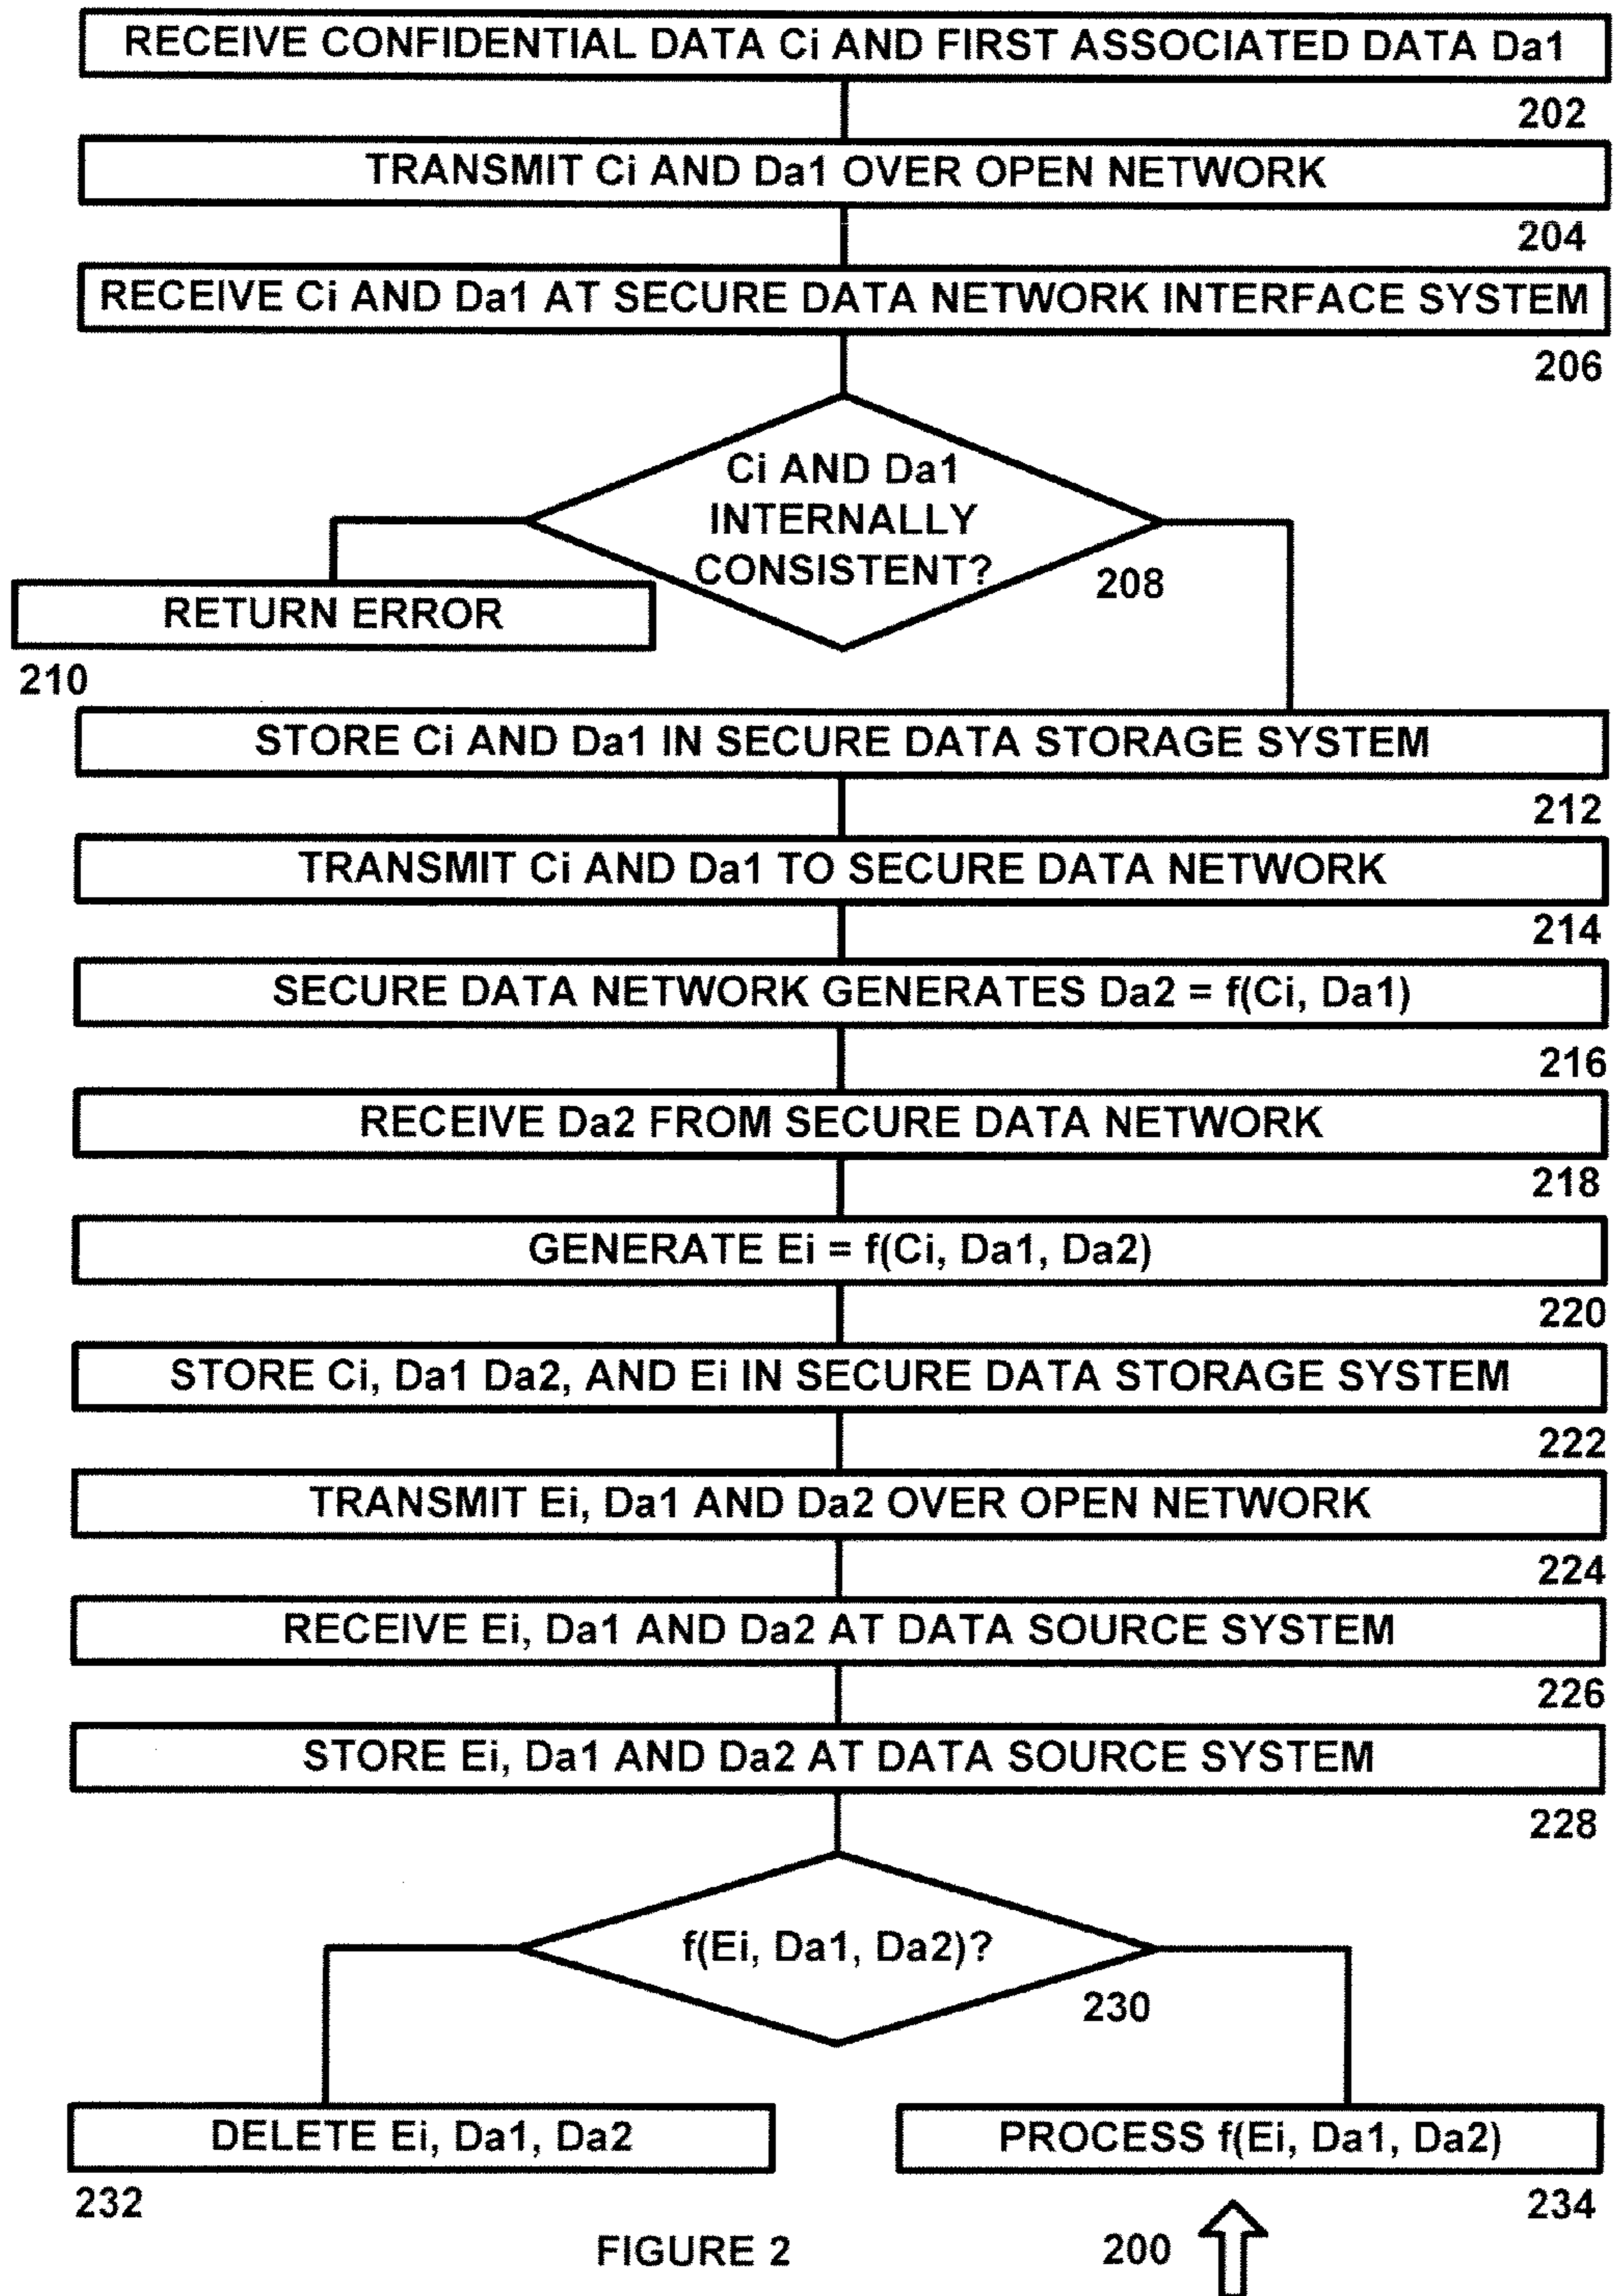 RECEIVE CONFIDENTIAL DATA Ci AND FIRST ASSOCIATED DATA Da1
202
TRANSMIT Ci AND Da1 OVER OPEN NETWORK
204
RECEIVE Ci AND Da1 AT SECURE DATA NETWORK INTERFACE SYSTEM
206
Ci AND Da1
INTERNALLY
CONSISTENT?
208
RETURN ERROR
210
STORE Ci AND Da1 IN SECURE DATA STORAGE SYSTEM
212
TRANSMIT Ci AND Da1 TO SECURE DATA NETWORK
214
SECURE DATA NETWORK GENERATES Da2 = f(Ci, Da1)
216
RECEIVE Da2 FROM SECURE DATA NETWORK
218
GENERATE Ei = f(Ci, Da1, Da2)
220
STORE Ci, Da1 Da2, AND Ei IN SECURE DATA STORAGE SYSTEM
222
TRANSMIT Ei, Da1 AND Da2 OVER OPEN NETWORK
224
RECEIVE Ei, Da1 AND Da2 AT DATA SOURCE SYSTEM
226
STORE Ei, Da1 AND Da2 AT DATA SOURCE SYSTEM
228
f(Ei, Da1, Da2)?
230
DELETE Ei, Da1, Da2
232
PROCESS f(Ei, Da1, Da2)
234
FIGURE 2
200